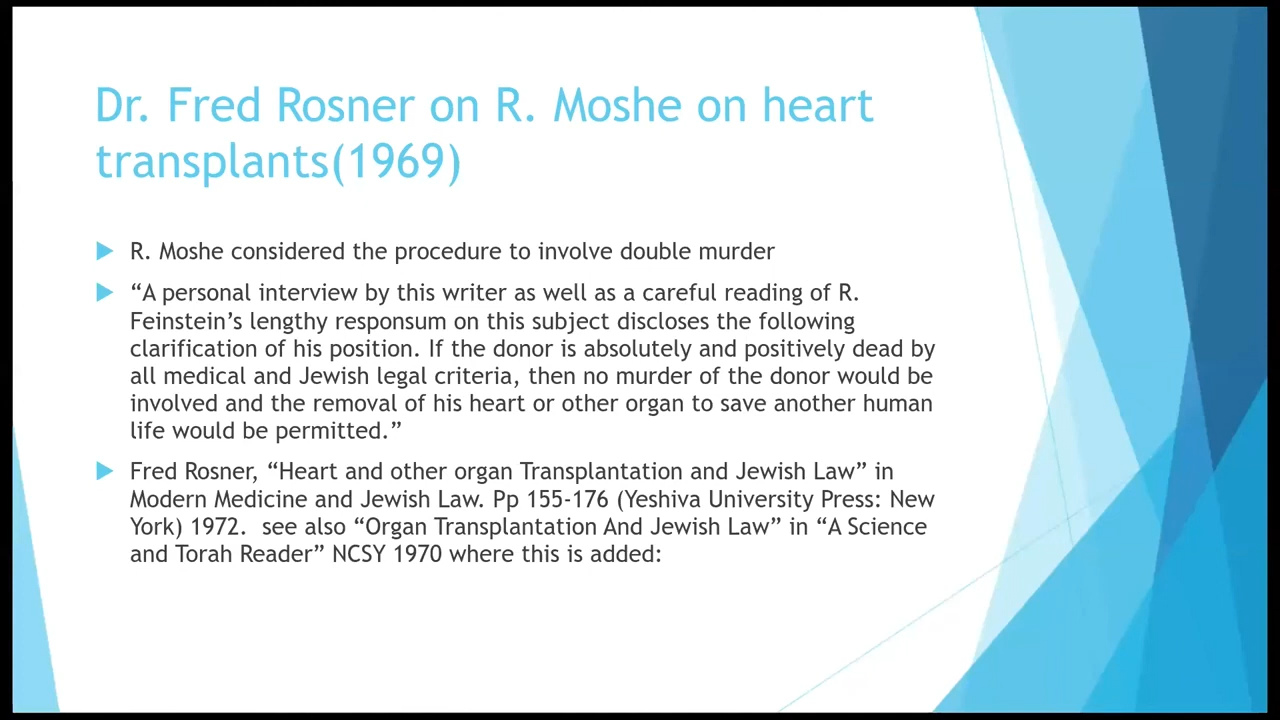 Dr. Fred Rosner on R. Moshe on heart
transplants(1969)
R. Moshe considered the procedure to involve double murder
“A personal interview by this writer as well as a careful reading of R.
Feinstein’s lengthy responsum on this subject discloses the following
clarification of his position. If the donor is absolutely and positively dead by
all medical and Jewish legal criteria, then no murder of the donor would be
involved and the removal of his heart or other organ to save another human
life would be permitted.”
Fred Rosner, “Heart and other organ Transplantation and Jewish Law” in
Modern Medicine and Jewish Law. Pp 155-176 (Yeshiva University Press: New
York) 1972.  see also “Organ Transplantation And Jewish Law” in “A Science
and Torah Reader” NCSY 1970 where this is added: